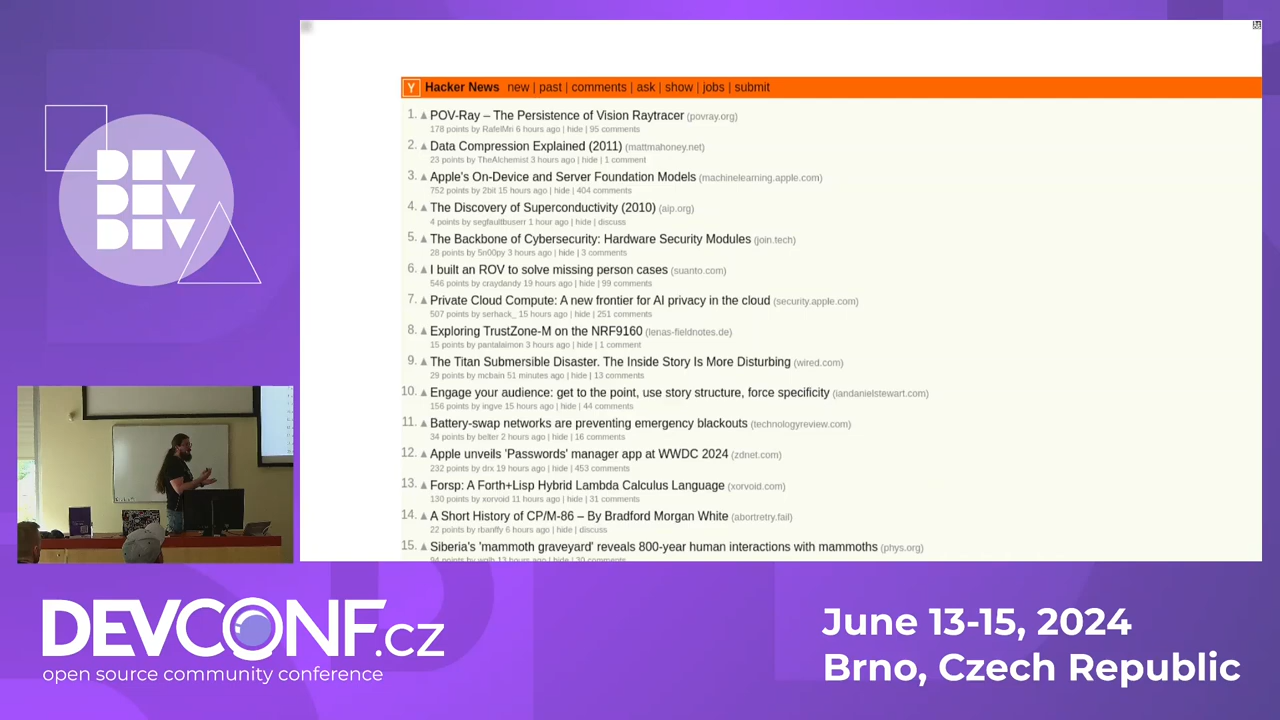 Y Hacker News new | past | comments | ask | show | jobs | submit
1. ▲ POV-Ray – The Persistence of Vision Raytracer (povray.org)
178 points by RafelMri 6 hours ago | hide | 95 comments
2. ▲ Data Compression Explained (2011) (mattmahoney.net)
23 points by TheAlchemist 3 hours ago | hide | 1 comment
3. ▲ Apple's On-Device and Server Foundation Models (machinelearning.apple.com)
752 points by 2bit 15 hours ago | hide | 404 comments
4. ▲ The Discovery of Superconductivity (2010) (aip.org)
4 points by segfaultbuserr 1 hour ago | hide | discuss
5. ▲ The Backbone of Cybersecurity: Hardware Security Modules (join.tech)
28 points by 5n00py 3 hours ago | hide | 3 comments
6. ▲ I built an ROV to solve missing person cases (suanto.com)
546 points by craydandy 19 hours ago | hide | 99 comments
7. ▲ Private Cloud Compute: A new frontier for AI privacy in the cloud (security.apple.com)
507 points by serhack_ 15 hours ago | hide | 251 comments
8. ▲ Exploring TrustZone-M on the NRF9160 (lenas-fieldnotes.de)
15 points by pantalaimon 3 hours ago | hide | 1 comment
9. ▲ The Titan Submersible Disaster. The Inside Story Is More Disturbing (wired.com)
29 points by mcbain 51 minutes ago | hide | 13 comments
10. ▲ Engage your audience: get to the point, use story structure, force specificity (iandanielstewart.com)
156 points by ingve 15 hours ago | hide | 44 comments
11. ▲ Battery-swap networks are preventing emergency blackouts (technologyreview.com)
34 points by belter 2 hours ago | hide | 16 comments
12. ▲ Apple unveils 'Passwords' manager app at WWDC 2024 (zdnet.com)
232 points by drx 19 hours ago | hide | 453 comments
13. ▲ Forsp: A Forth+Lisp Hybrid Lambda Calculus Language (xorvoid.com)
130 points by xorvoid 11 hours ago | hide | 31 comments
14. ▲ A Short History of CP/M-86 – By Bradford Morgan White (abortretry.fail)
22 points by rbanffy 6 hours ago | hide | discuss
15. ▲ Siberia's 'mammoth graveyard' reveals 800-year human interactions with mammoths (phys.org)
DEV
DEV
DEV
DEVCONF.cz
open source community conference
June 13-15, 2024
Brno, Czech Republic